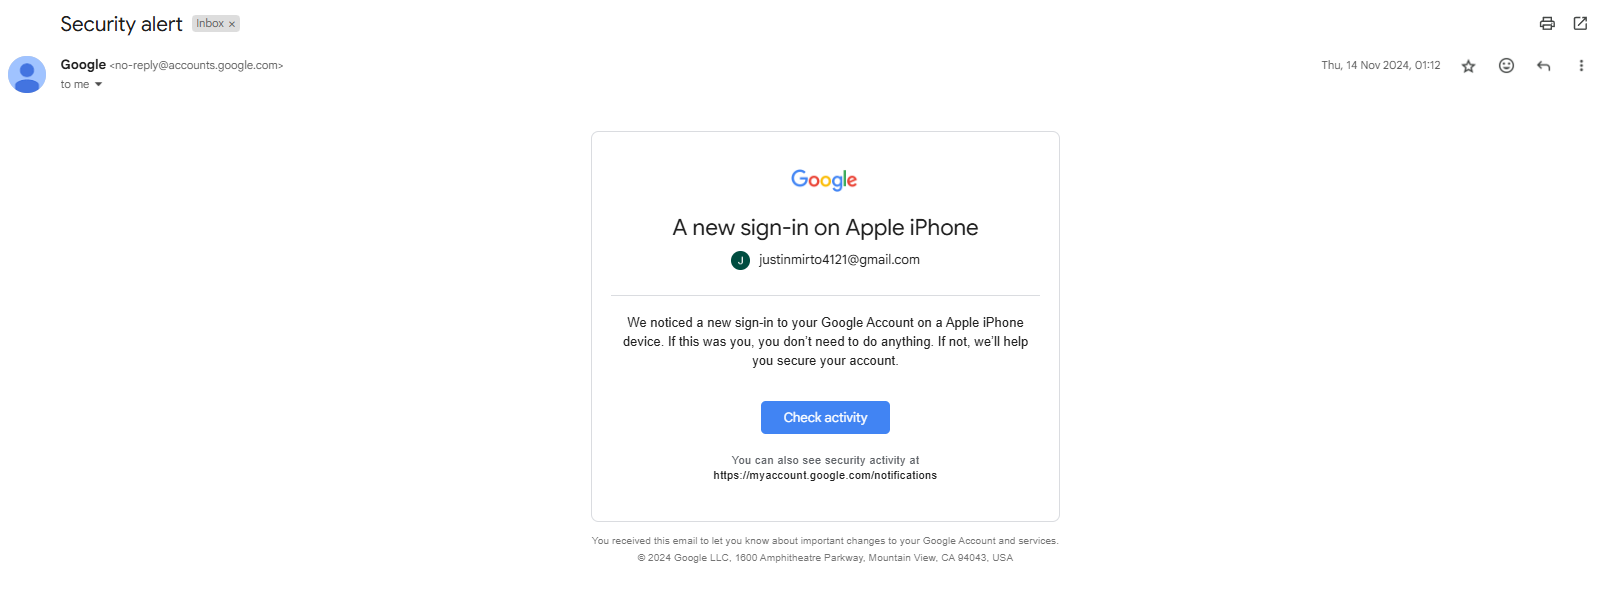 Security alert Inbox x
Google <no-reply@accounts.google.com> Thu, 14 Nov 2024, 01:12
to me
Google
A new sign-in on Apple iPhone
J justinmirto4121@gmail.com
We noticed a new sign-in to your Google Account on a Apple iPhone
device. If this was you, you don't need to do anything. If not, we'll help
you secure your account.
Check activity
You can also see security activity at
https://myaccount.google.com/notifications
You received this email to let you know about important changes to your Google Account and services.
© 2024 Google LLC, 1600 Amphitheatre Parkway, Mountain View, CA 94043, USA